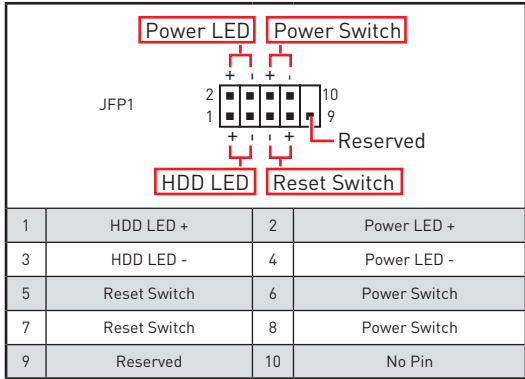 Power LED Power Switch
+ - + -
JFP1
2 10
1 9
+ - - +
Reserved
HDD LED Reset Switch
1 HDD LED + 2 Power LED +
3 HDD LED - 4 Power LED -
5 Reset Switch 6 Power Switch
7 Reset Switch 8 Power Switch
9 Reserved 10 No Pin